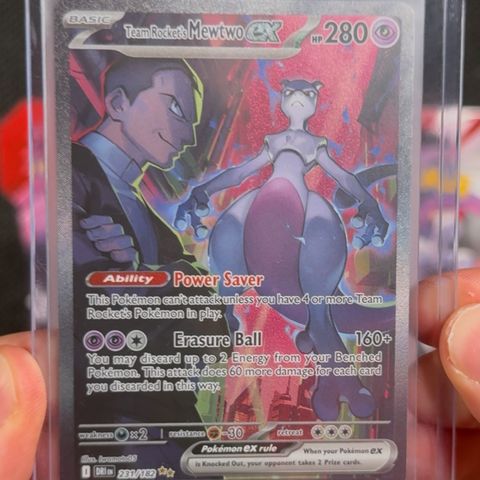 BASIC
Team Rocket's Mewtwo ex HP 280
Ability Power Saver
This Pokémon can't attack unless you have 4 or more Team
Rocket's Pokémon in play.
Erasure Ball 160+
You may discard up to 2 Energy from your Benched
Pokémon. This attack does 60 more damage for each card
you discarded in this way.
weakness ×2 resistance -30 retreat
Illus. Iwamoto05
Pokémon ex rule When your Pokémon ex
is Knocked Out, your opponent takes 2 Prize cards.
I DRI EN 231/182